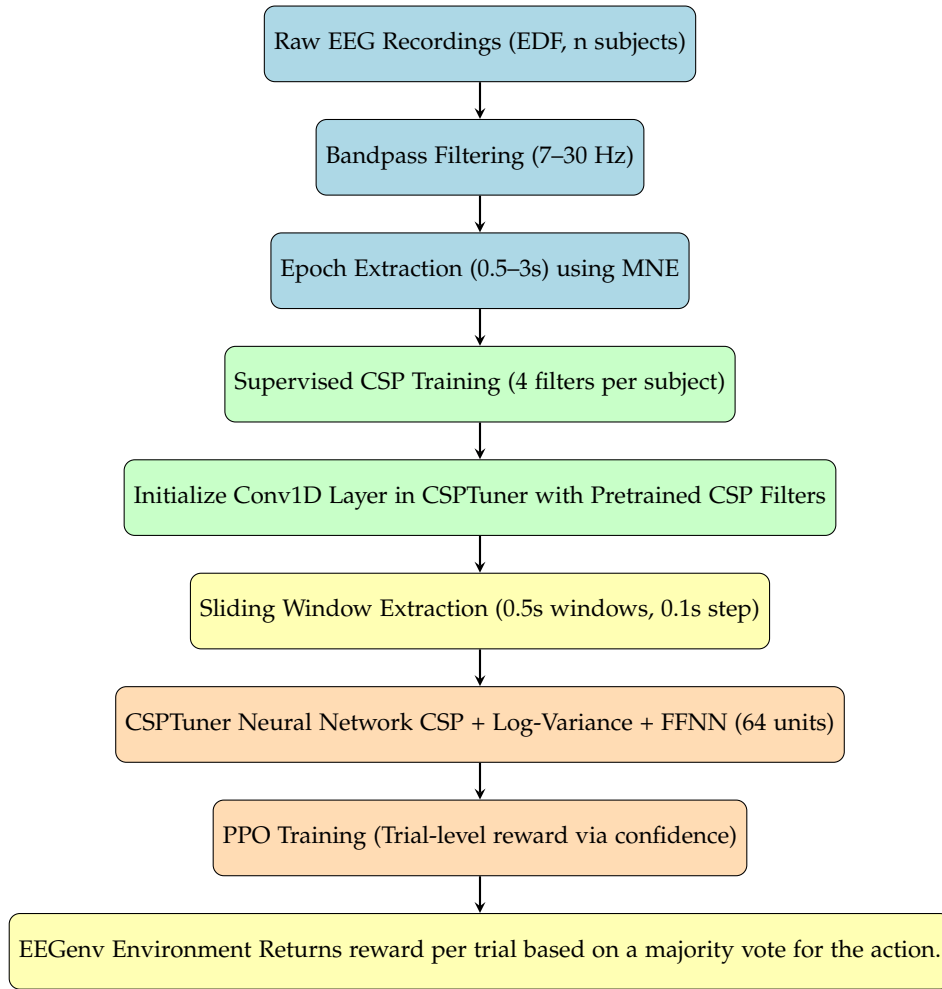 Raw EEG Recordings (EDF, n subjects)
Bandpass Filtering (7–30 Hz)
Epoch Extraction (0.5–3s) using MNE
Supervised CSP Training (4 filters per subject)
Initialize Conv1D Layer in CSPTuner with Pretrained CSP Filters
Sliding Window Extraction (0.5s windows, 0.1s step)
CSPTuner Neural Network CSP + Log-Variance + FFNN (64 units)
PPO Training (Trial-level reward via confidence)
EEGenv Environment Returns reward per trial based on a majority vote for the action.